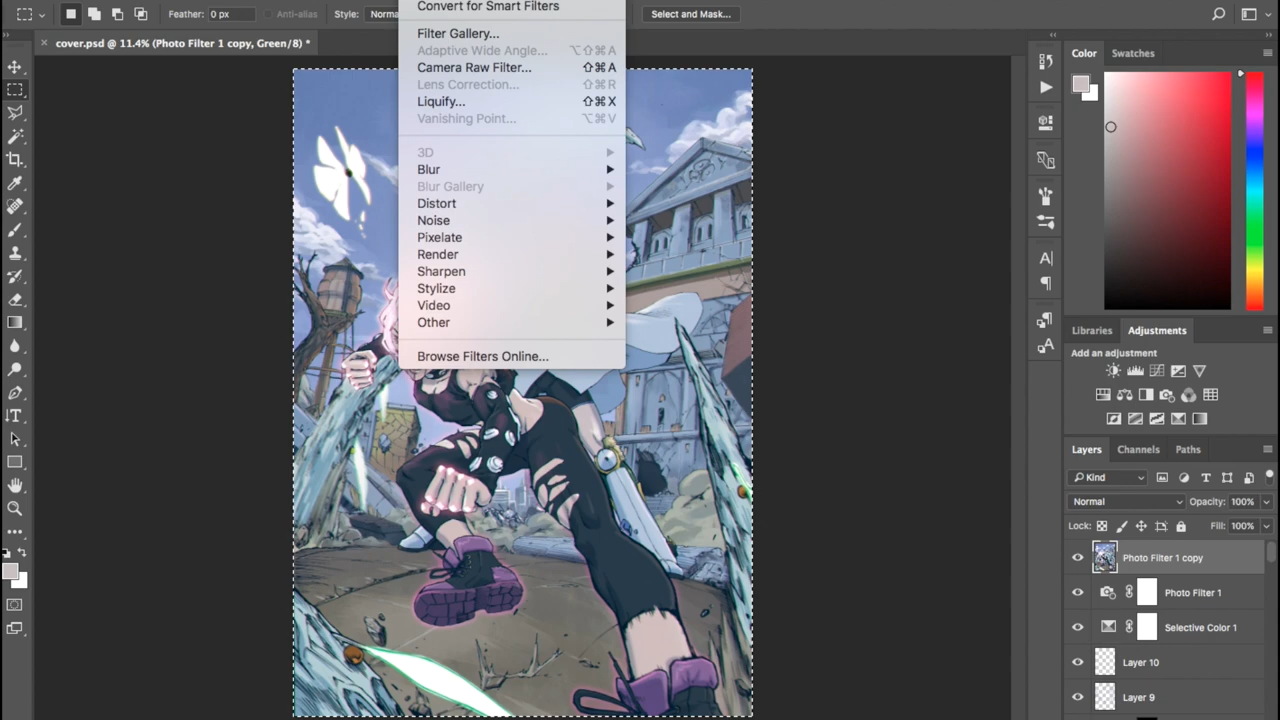 Feather: 0 px
Anti-alias
Style:
Select and Mask...
cover.psd @ 11.4% (Photo Filter 1 copy, Green/8) *
Convert for Smart Filters
Filter Gallery...
Adaptive Wide Angle... ⌥⇧⌘A
Camera Raw Filter... ⇧⌘A
Lens Correction... ⇧⌘R
Liquify... ⇧⌘X
Vanishing Point... ⌥⌘V
3D
Blur
Blur Gallery
Distort
Noise
Pixelate
Render
Sharpen
Stylize
Video
Other
Browse Filters Online...
Color
Swatches
Libraries
Adjustments
Add an adjustment
Layers
Channels
Paths
Kind
Normal
Opacity: 100%
Lock:
Fill: 100%
Photo Filter 1 copy
Photo Filter 1
Selective Color 1
Layer 10
Layer 9